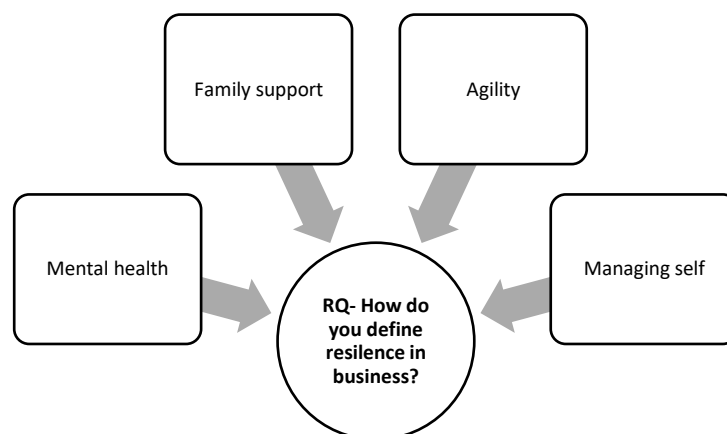 Family support
Agility
Mental health
Managing self
RQ- How do
you define
resilence in
business?